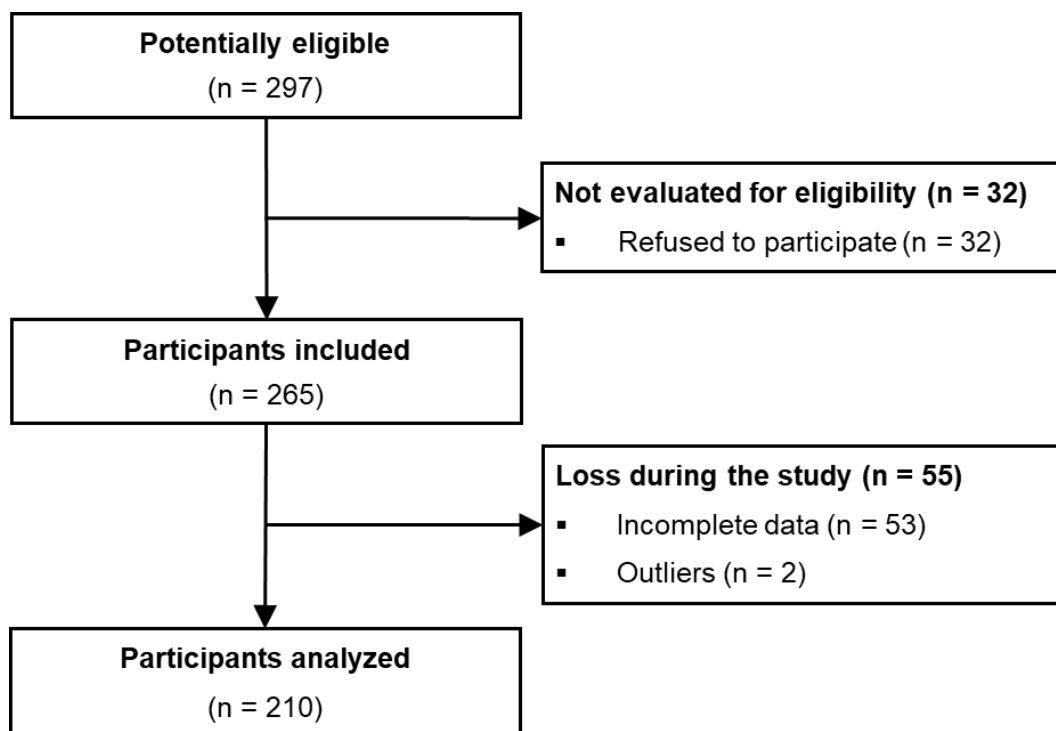 Potentially eligible
(n = 297)
Not evaluated for eligibility (n = 32)
▪ Refused to participate (n = 32)
Participants included
(n = 265)
Loss during the study (n = 55)
▪ Incomplete data (n = 53)
▪ Outliers (n = 2)
Participants analyzed
(n = 210)